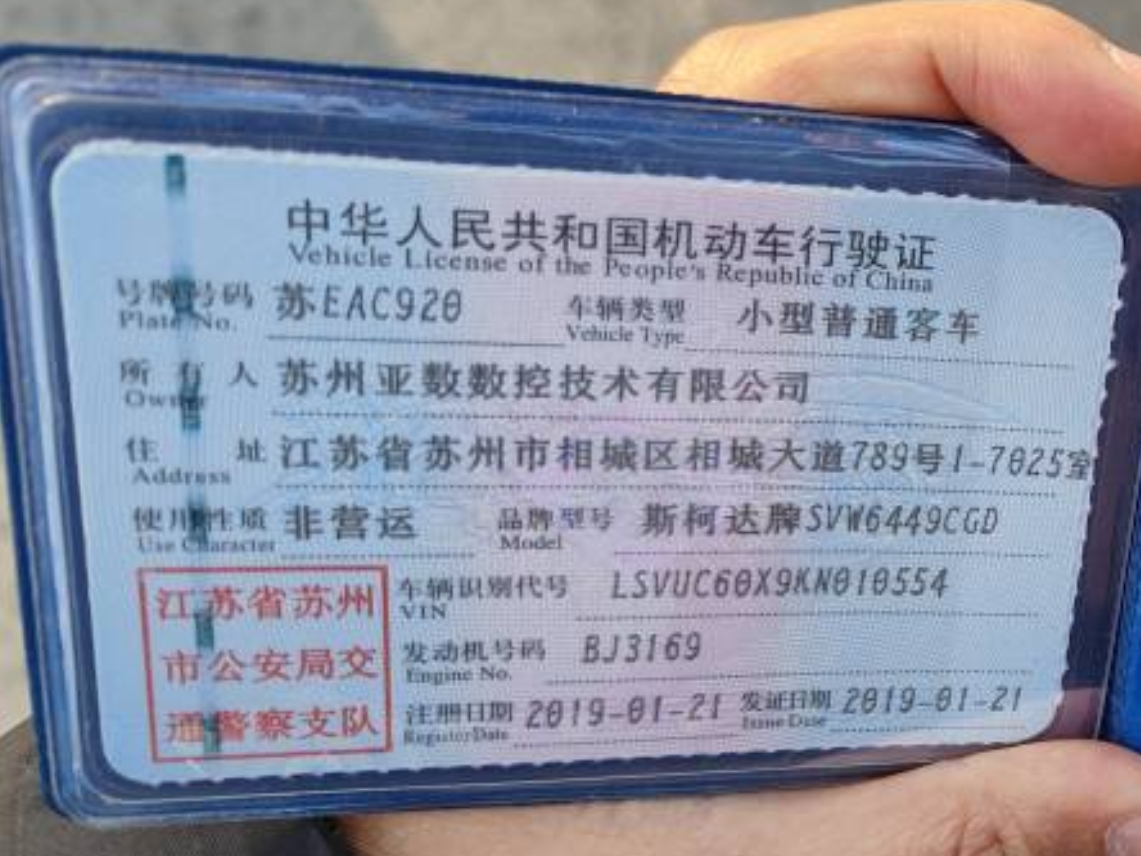 中华人民共和国机动车行驶证
Vehicle License of the People's Republic of China
号牌号码 苏EAC920 车辆类型 小型普通客车
Plate No. Vehicle Type
所有人 苏州亚数数控技术有限公司
Owner
住址 江苏省苏州市相城区相城大道789号1-7025室
Address
使用性质 非营运 品牌型号 斯柯达牌SVW6449CGD
Use Character Model
江苏省苏州 车辆识别代号 LSVUC60X9KN010554
VIN
市公安局交 发动机号码 BJ3169
Engine No.
通警察支队 注册日期 2019-01-21 发证日期 2019-01-21
Register Date Issue Date